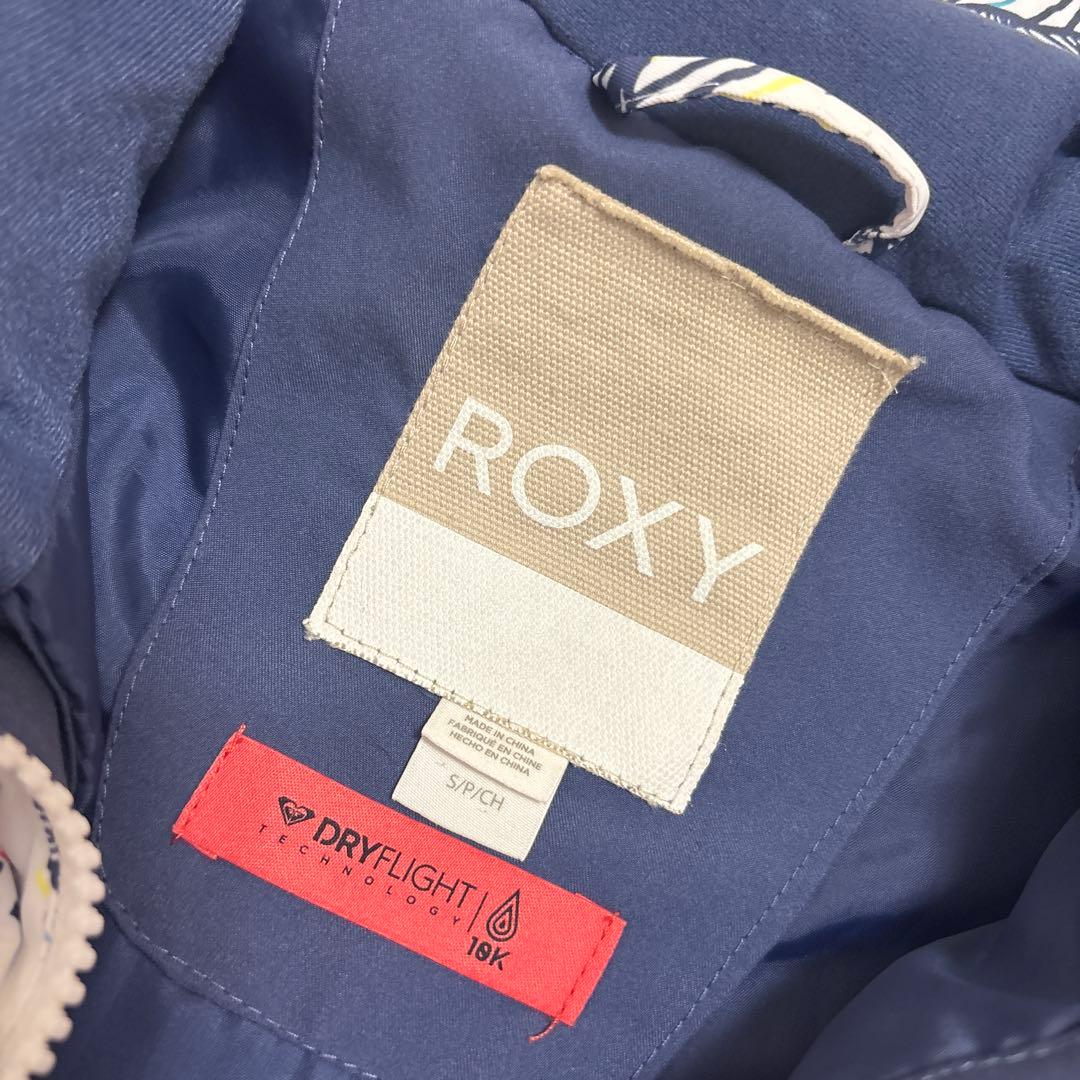 ROXY
MADE IN CHINA
FABRIQUÉ EN CHINE
HECHO EN CHINA
S/P/CH
DRYFLIGHT
TECHNOLOGY
10K